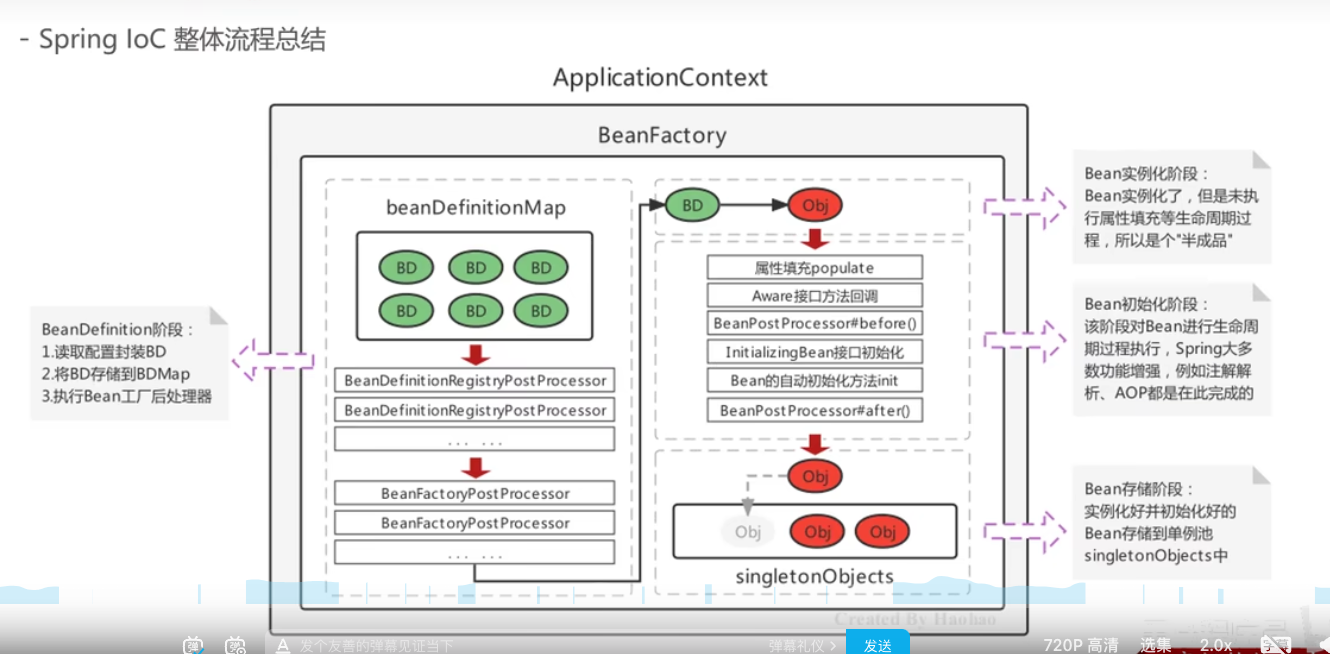 - Spring IoC 整体流程总结
ApplicationContext
BeanFactory
beanDefinitionMap
BD
BD
BD
BD
BD
BD
BeanDefinitionRegistryPostProcessor
BeanDefinitionRegistryPostProcessor
... ...
BeanFactoryPostProcessor
BeanFactoryPostProcessor
... ...
BeanDefinition阶段：
1.读取配置封装BD
2.将BD存储到BDMap
3.执行Bean工厂后处理器
BD
Obj
属性填充populate
Aware接口方法回调
BeanPostProcessor#before()
InitializingBean接口初始化
Bean的自动初始化方法init
BeanPostProcessor#after()
Obj
Obj
Obj
Obj
singletonObjects
Bean实例化阶段：
Bean实例化了，但是未执
行属性填充等生命周期过
程，所以是个"半成品"
Bean初始化阶段：
该阶段对Bean进行生命周
期过程执行，Spring大多
数功能增强，例如注解解
析、AOP都是在此完成的
Bean存储阶段：
实例化好并初始化好的
Bean存储到单例池
singletonObjects中
Created By Haohao
弹
弹
A 发个友善的弹幕见证当下
弹幕礼仪 >
发送
720P 高清
选集
2.0x